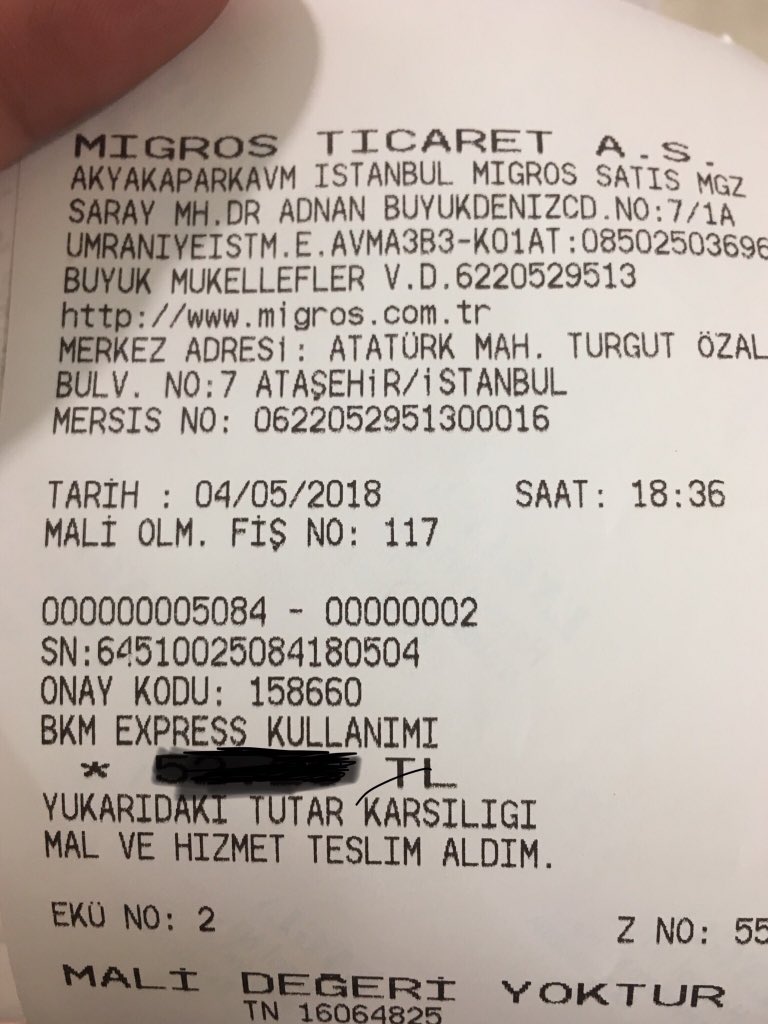 MIGROS TICARET A.S.
AKYAKAPARKAVM ISTANBUL MIGROS SATIS MGZ
SARAY MH.DR ADNAN BUYUKDENIZCD.NO:7/1A
UMRANIYEISTM.E.AVMA3B3-K01AT:08502503696
BUYUK MUKELLEFLER V.D.6220529513
http://www.migros.com.tr
MERKEZ ADRESİ: ATATÜRK MAH. TURGUT ÖZAL
BULV. NO:7 ATAŞEHİR/İSTANBUL
MERSIS NO: 0622052951300016
TARİH : 04/05/2018 SAAT: 18:36
MALİ OLM. FİŞ NO: 117
000000005084 - 00000002
SN:64510025084180504
ONAY KODU: 158660
BKM EXPRESS KULLANIMI
* TL
YUKARIDAKI TUTAR KARSILIGI
MAL VE HIZMET TESLIM ALDIM.
EKÜ NO: 2 Z NO: 55
MALİ DEĞERİ YOKTUR
TN 16064825